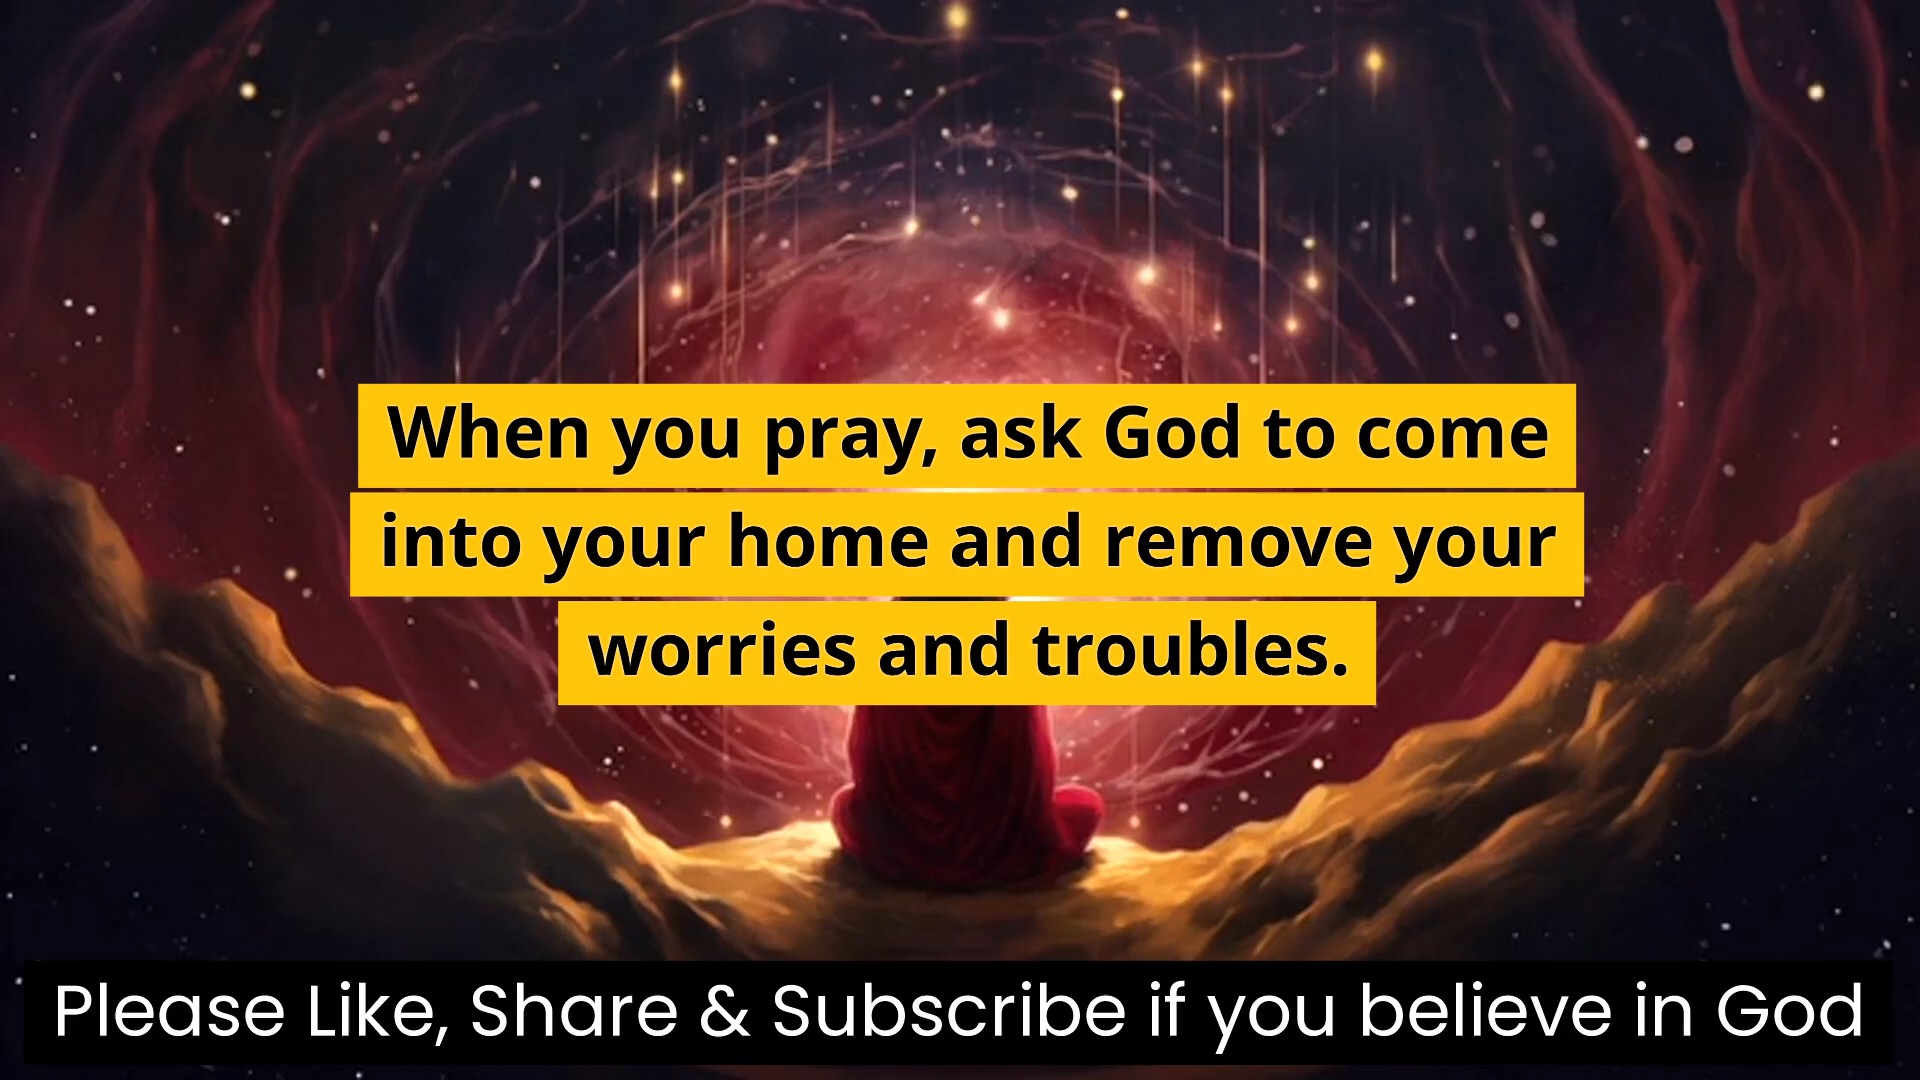 When you pray, ask God to come
into your home and remove your
worries and troubles.
Please Like, Share & Subscribe if you believe in God